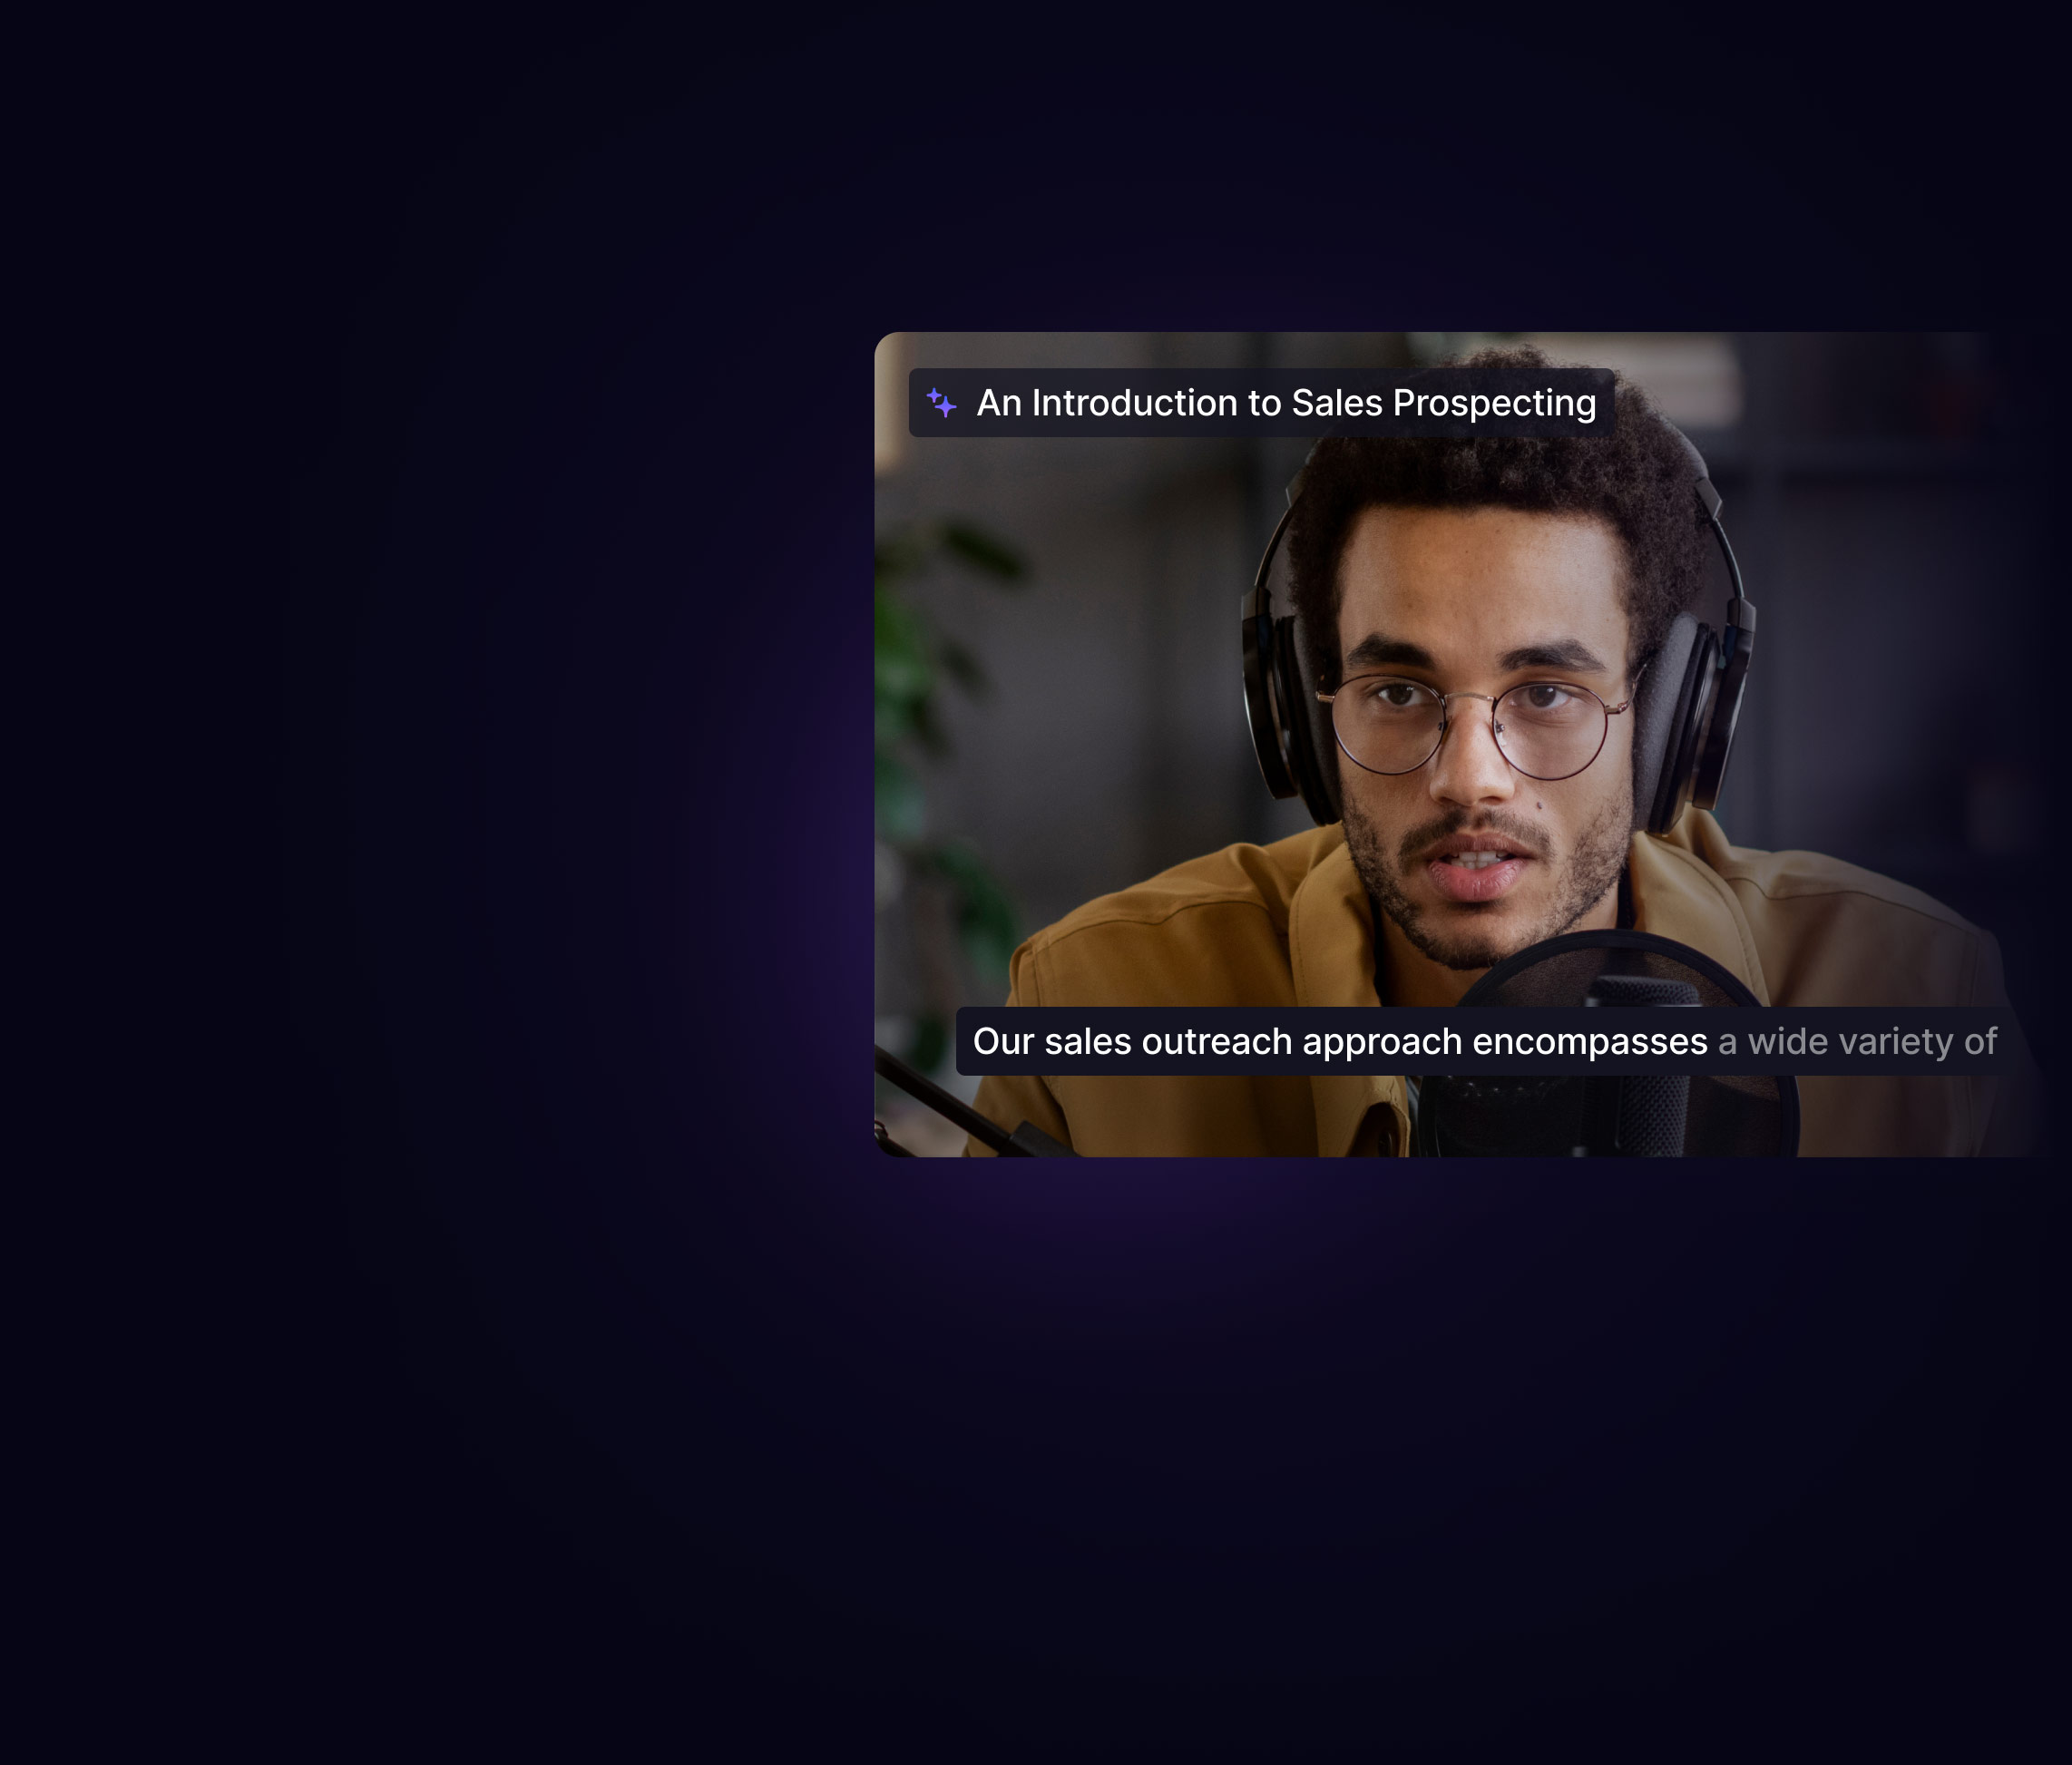 An Introduction to Sales Prospecting
Our sales outreach approach encompasses a wide variety of